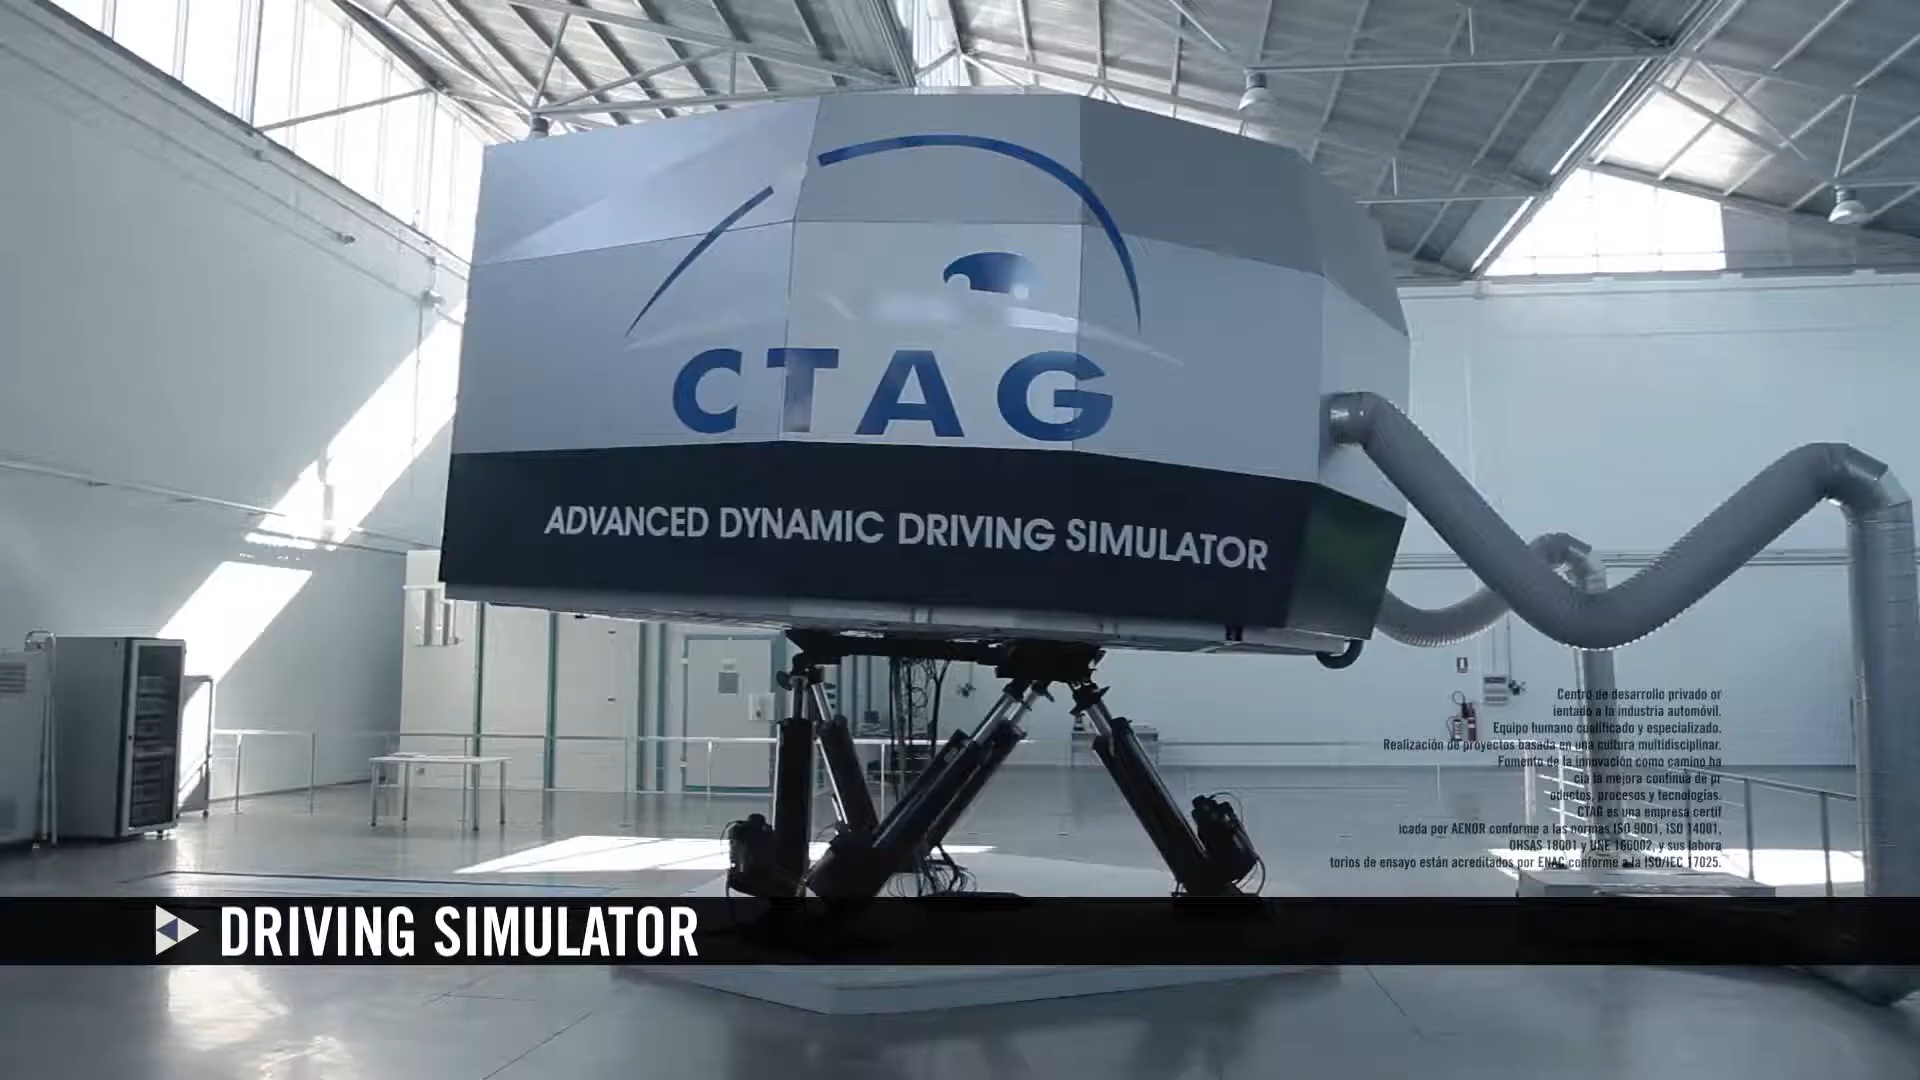 CTAG
ADVANCED DYNAMIC DRIVING SIMULATOR
Centro de desarrollo privado or
ientado a la industria automóvil.
Equipo humano cualificado y especializado.
Realización de proyectos basada en una cultura multidisciplinar.
Fomento de la innovación como camino ha
cia la mejora continua de pr
oductos, procesos y tecnologías.
CTAG es una empresa certif
icada por AENOR conforme a las normas ISO 9001, ISO 14001,
OHSAS 18001 y UNE 166002, y sus labora
torios de ensayo están acreditados por ENAC conforme a la ISO/IEC 17025.
DRIVING SIMULATOR